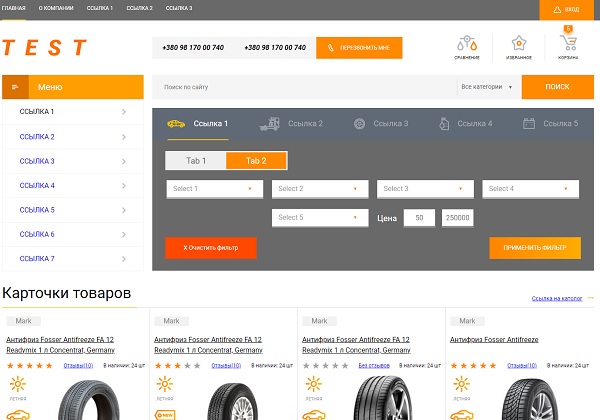 ГЛАВНАЯ О КОМПАНИИ ССЫЛКА 1 ССЫЛКА 2 ССЫЛКА 3 ВХОД
TEST +380 98 170 00 740 +380 98 170 00 740 ПЕРЕЗВОНИТЬ МНЕ
СРАВНЕНИЕ ИЗБРАННОЕ КОРЗИНА
Меню Поиск по сайту Все категории ПОИСК
ССЫЛКА 1
ССЫЛКА 2
ССЫЛКА 3
ССЫЛКА 4
ССЫЛКА 5
ССЫЛКА 6
ССЫЛКА 7
Ссылка 1 Ссылка 2 Ссылка 3 Ссылка 4 Ссылка 5
Tab 1 Tab 2
Select 1 Select 2 Select 3 Select 4
Select 5 Цена 50 250000
X Очистить фильтр ПРИМЕНИТЬ ФИЛЬТР
Карточки товаров Ссылка на католог
Mark Mark Mark Mark
Антифриз Fosser Antifreeze FA 12 Антифриз Fosser Antifreeze FA 12 Антифриз Fosser Antifreeze FA 12 Антифриз Fosser Antifreeze
Readymix 1 л Concentrat, Germany Readymix 1 л Concentrat, Germany Readymix 1 л Concentrat, Germany
Отзывы(10) В наличии: 24 шт Отзывы(10) В наличии: 24 шт Без отзывов В наличии: 24 шт Отзывы(10) В наличии: 24 шт
ЛЕТНЯЯ ЛЕТНЯЯ ЛЕТНЯЯ ЛЕТНЯЯ
NEW